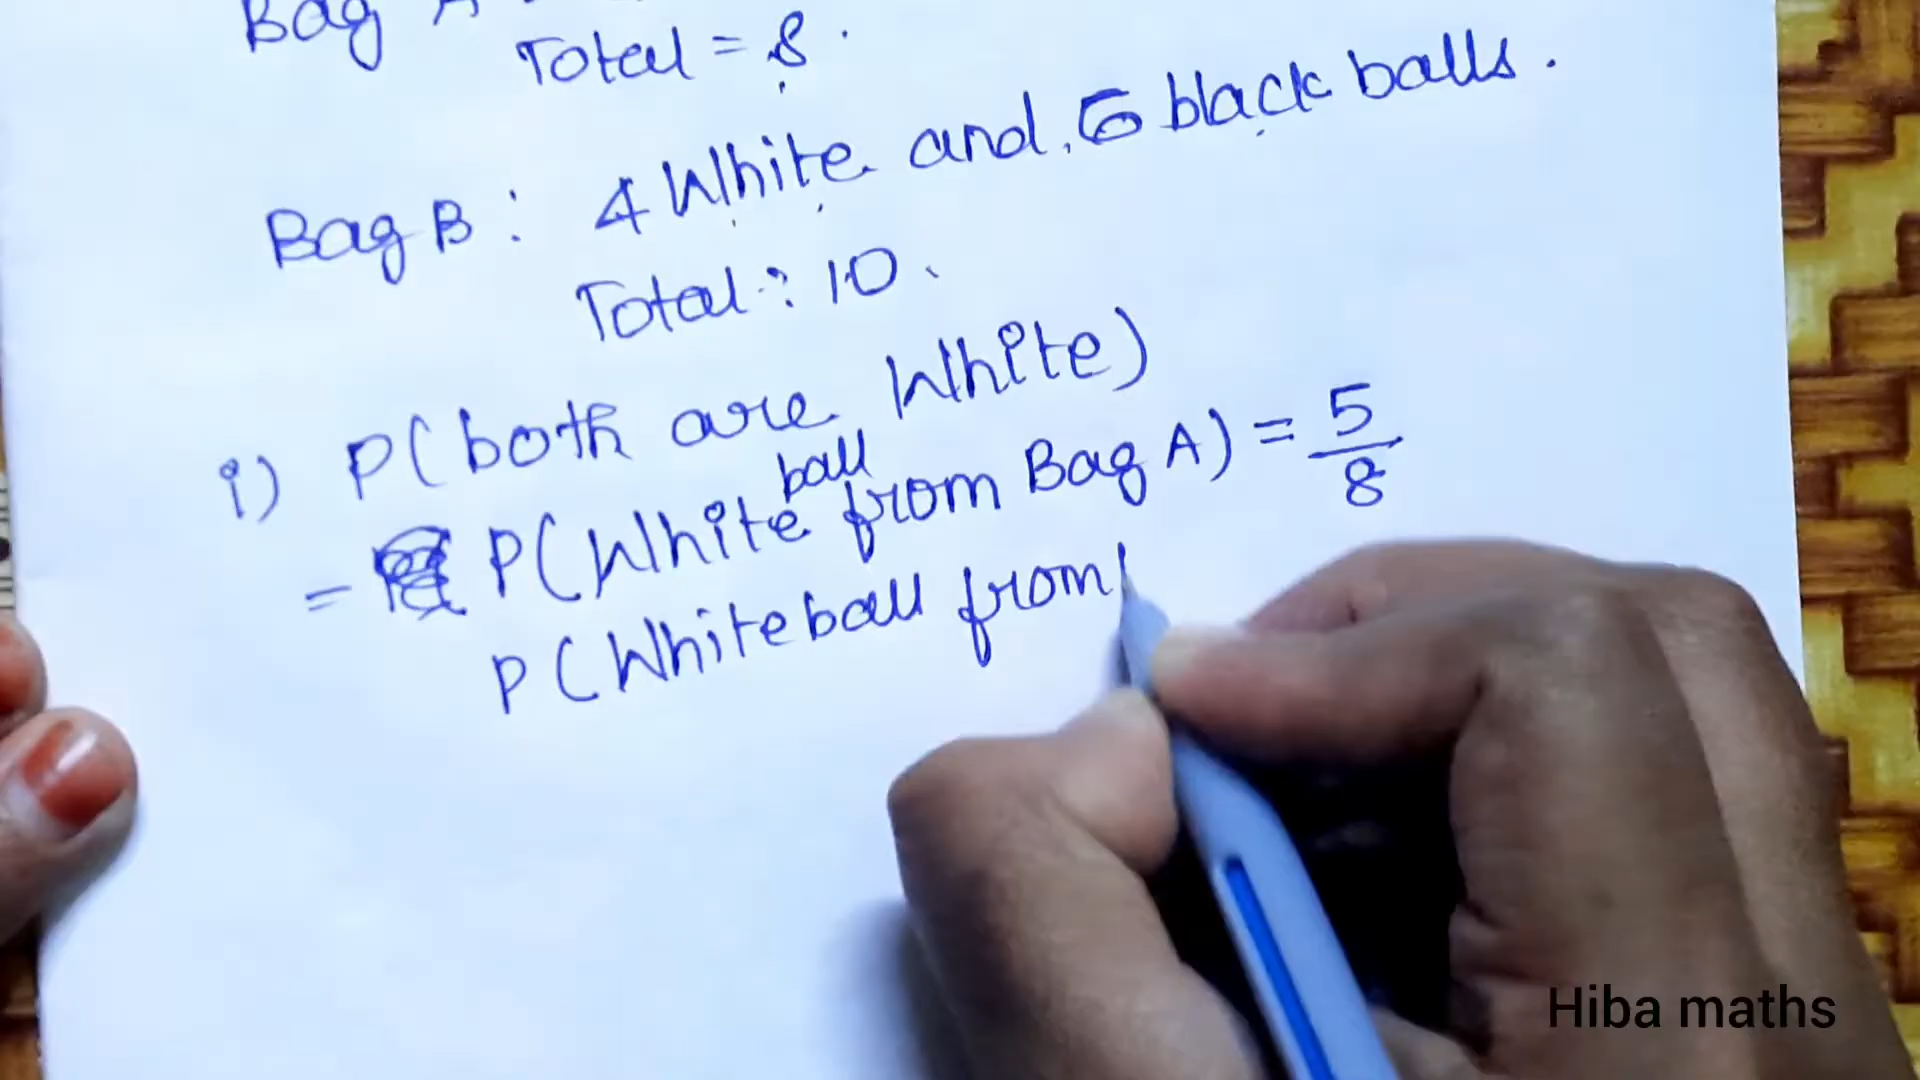 Bag A
Total = 8.
Bag B : 4 White and 6 black balls.
Total : 10.
i) P(both are White)
ball
= P(White from Bag A) = 5/8
P(White ball from
Hiba maths